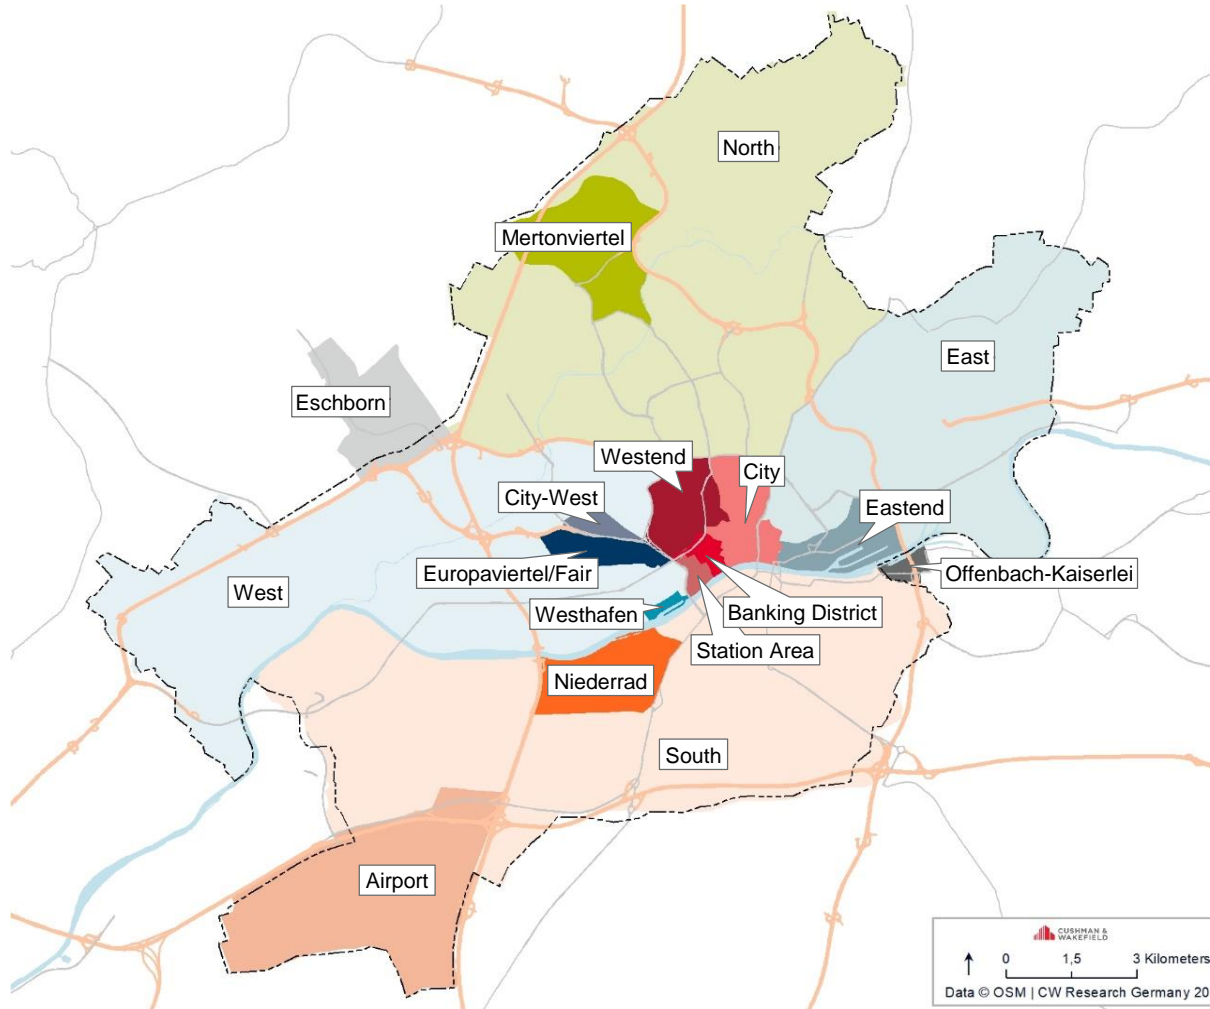 North
Mertonviertel
East
Eschborn
Westend
City
City-West
Eastend
Europaviertel/Fair
Offenbach-Kaiserlei
West
Westhafen
Banking District
Station Area
Niederrad
South
Airport
CUSHMAN &
WAKEFIELD
0 1,5 3 Kilometers
Data © OSM | CW Research Germany 20